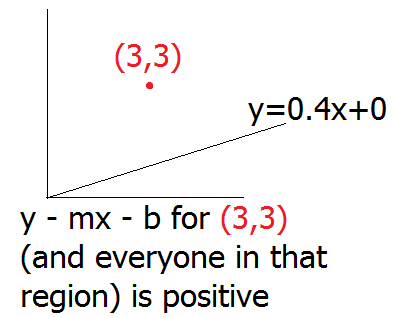 (3,3)
y=0.4x+0
y - mx - b for (3,3)
(and everyone in that
region) is positive